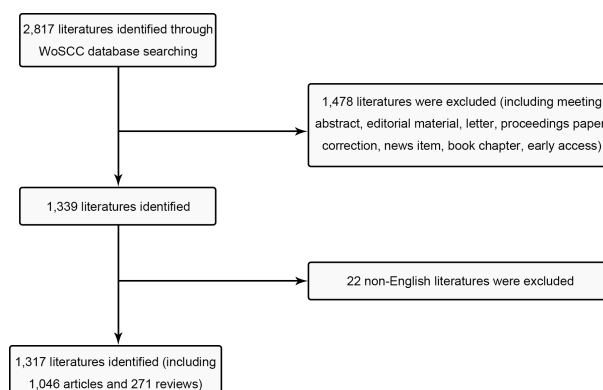 2,817 literatures identified through
WoSCC database searching
1,478 literatures were excluded (including meeting
abstract, editorial material, letter, proceedings paper
correction, news item, book chapter, early access)
1,339 literatures identified
22 non-English literatures were excluded
1,317 literatures identified (including
1,046 articles and 271 reviews)